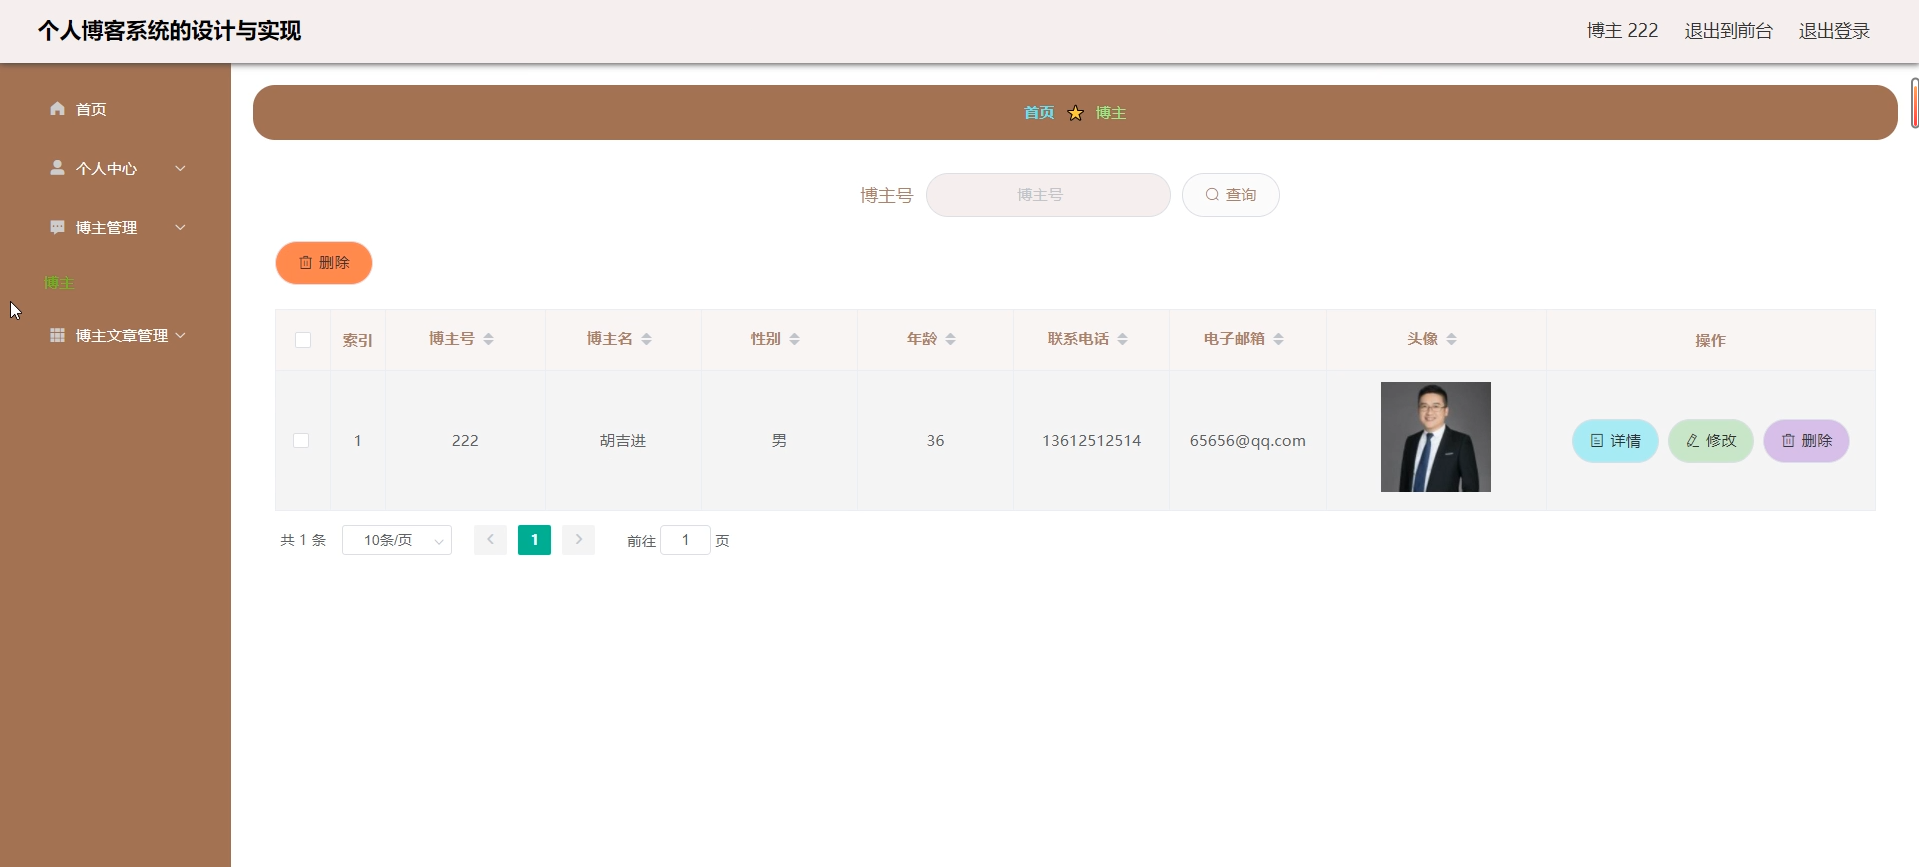 个人博客系统的设计与实现
博主 222 退出到前台 退出登录
首页
个人中心
博主管理
博主
博主文章管理
首页 博主
博主号 博主号 查询
删除
索引 博主号 博主名 性别 年龄 联系电话 电子邮箱 头像 操作
1 222 胡吉进 男 36 13612512514 65656@qq.com 详情 修改 删除
共 1 条 10条/页 1 前往 1 页